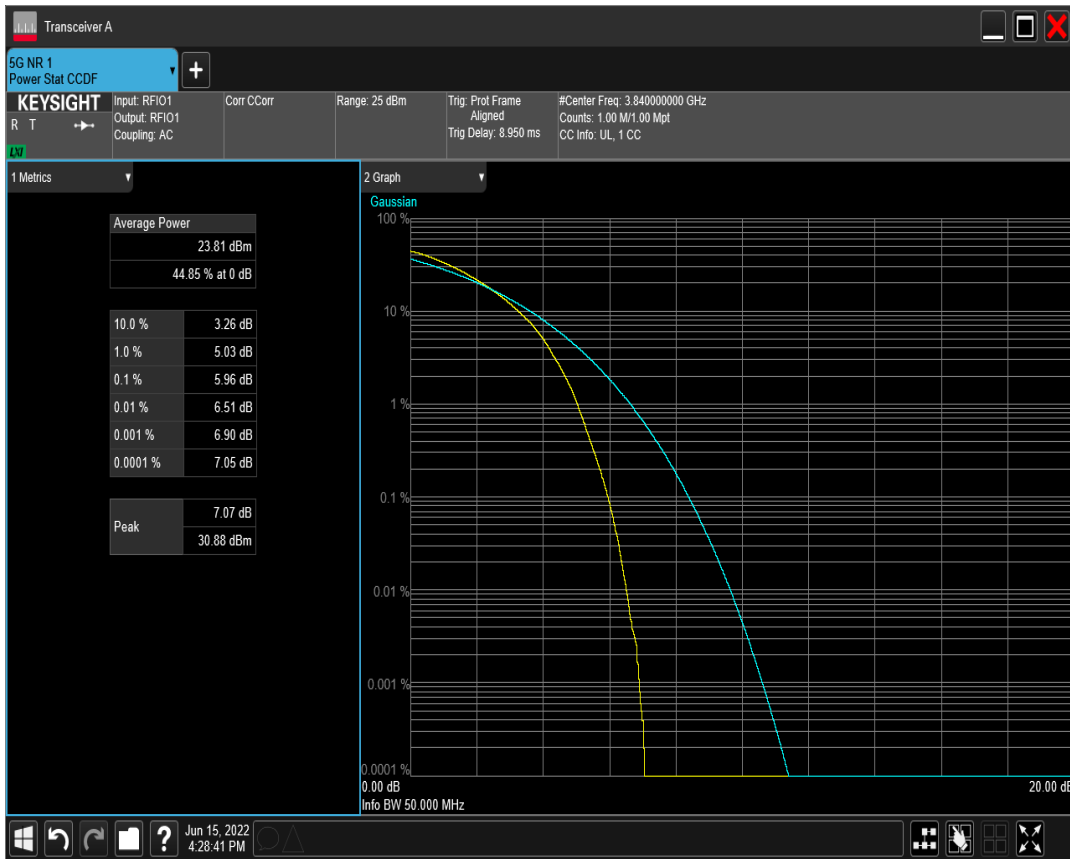 Transceiver A
5G NR 1
Power Stat CCDF
+
KEYSIGHT
R T
LXI
Input: RFIO1
Output: RFIO1
Coupling: AC
Corr CCorr
Range: 25 dBm
Trig: Prot Frame
Aligned
Trig Delay: 8.950 ms
#Center Freq: 3.840000000 GHz
Counts: 1.00 M/1.00 Mpt
CC Info: UL, 1 CC
1 Metrics
Average Power
23.81 dBm
44.85 % at 0 dB
10.0 % 3.26 dB
1.0 % 5.03 dB
0.1 % 5.96 dB
0.01 % 6.51 dB
0.001 % 6.90 dB
0.0001 % 7.05 dB
Peak
7.07 dB
30.88 dBm
2 Graph
Gaussian
100 %
10 %
1 %
0.1 %
0.01 %
0.001 %
0.0001 %
0.00 dB
20.00 dB
Info BW 50.000 MHz
?
Jun 15, 2022
4:28:41 PM